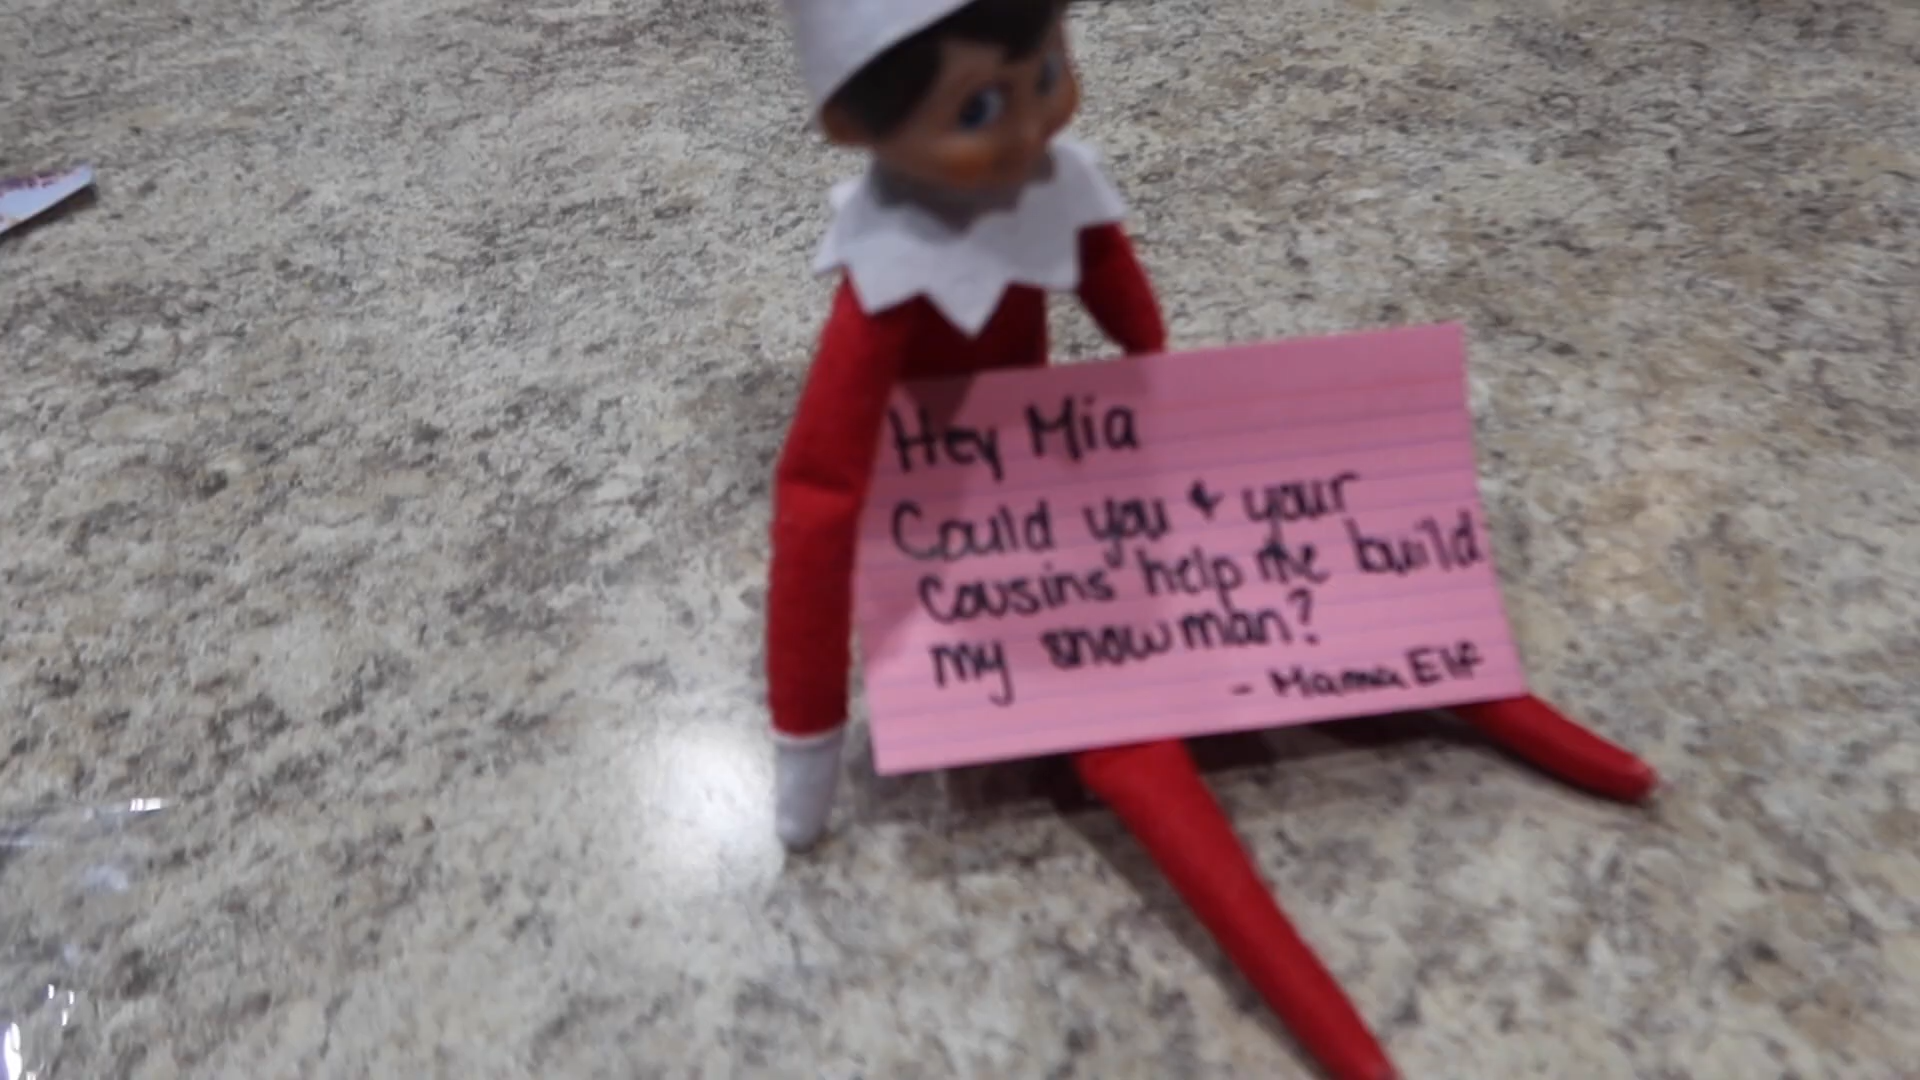 Hey Mia
Could you & your
Cousins help me build
my snowman?
- Mama Elf